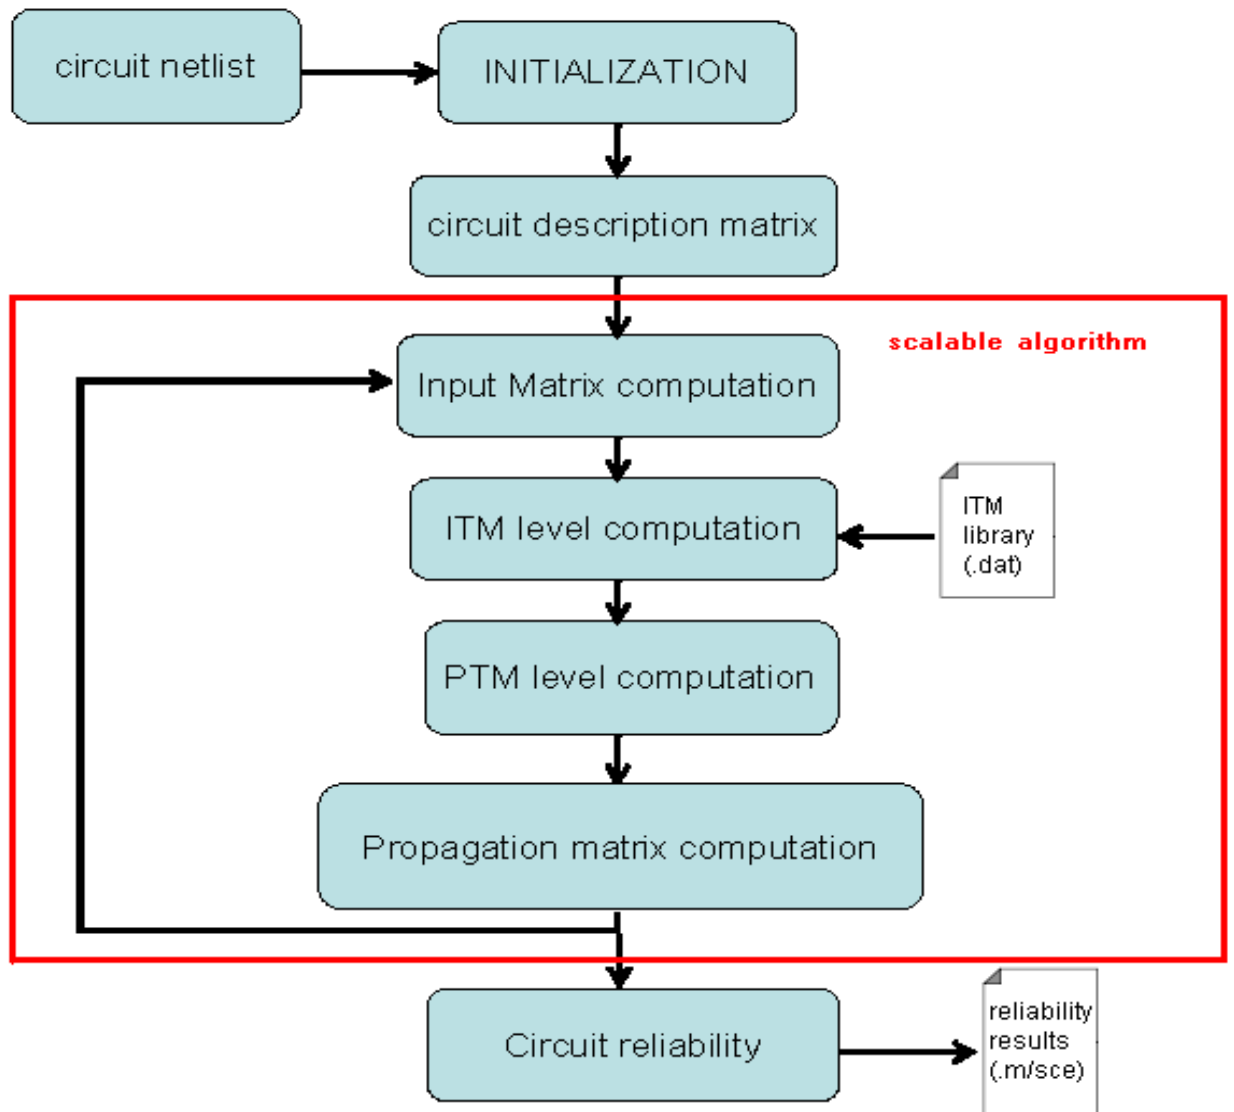 circuit netlist
INITIALIZATION
circuit description matrix
scalable algorithm
Input Matrix computation
ITM level computation
ITM
library
(.dat)
PTM level computation
Propagation matrix computation
Circuit reliability
reliability
results
(.m/sce)